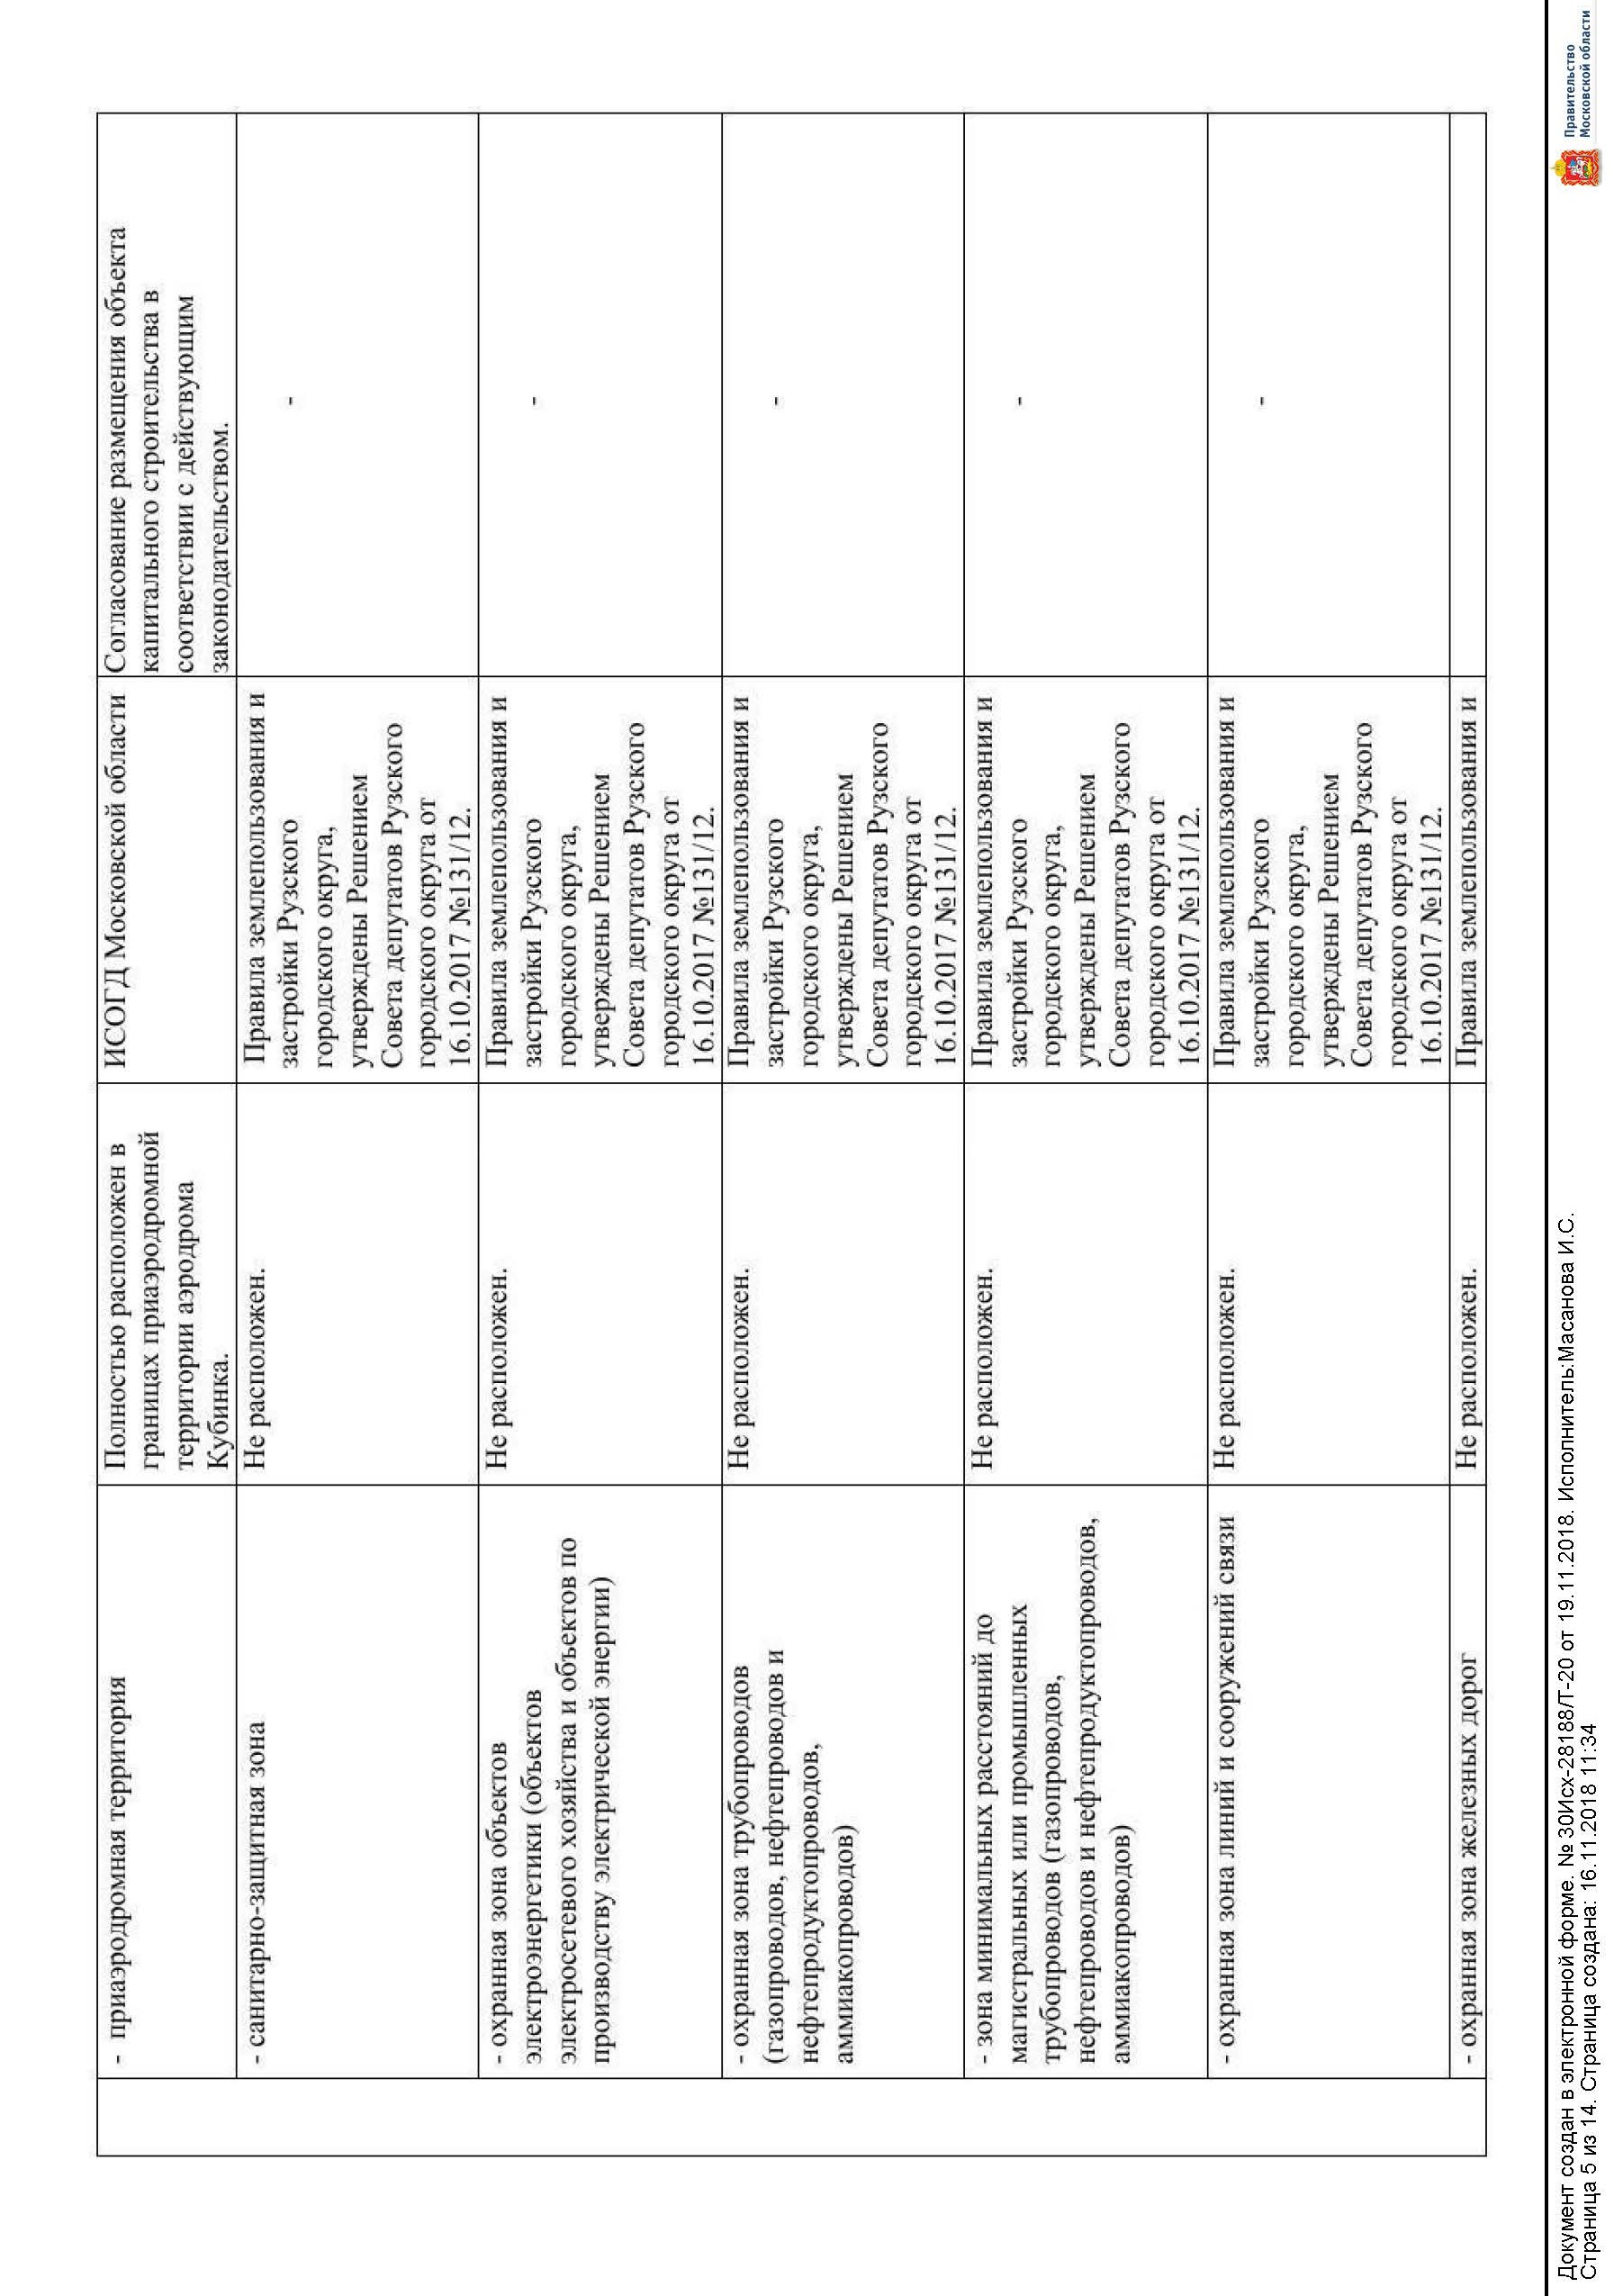 - приаэродромная территория
Полностью расположен в
границах приаэродромной
территории аэродрома
Кубинка.
ИСОГД Московской области
Согласование размещения объекта
капитального строительства в
соответствии с действующим
законодательством.
- санитарно-защитная зона
Не расположен.
Правила землепользования и
застройки Рузского
городского округа,
утверждены Решением
Совета депутатов Рузского
городского округа от
16.10.2017 №131/12.
-
- охранная зона объектов
электроэнергетики (объектов
электросетевого хозяйства и объектов по
производству электрической энергии)
Не расположен.
Правила землепользования и
застройки Рузского
городского округа,
утверждены Решением
Совета депутатов Рузского
городского округа от
16.10.2017 №131/12.
-
- охранная зона трубопроводов
(газопроводов, нефтепроводов и
нефтепродуктопроводов,
аммиакопроводов)
Не расположен.
Правила землепользования и
застройки Рузского
городского округа,
утверждены Решением
Совета депутатов Рузского
городского округа от
16.10.2017 №131/12.
-
- зона минимальных расстояний до
магистральных или промышленных
трубопроводов (газопроводов,
нефтепроводов и нефтепродуктопроводов,
аммиакопроводов)
Не расположен.
Правила землепользования и
застройки Рузского
городского округа,
утверждены Решением
Совета депутатов Рузского
городского округа от
16.10.2017 №131/12.
-
- охранная зона линий и сооружений связи
Не расположен.
Правила землепользования и
застройки Рузского
городского округа,
утверждены Решением
Совета депутатов Рузского
городского округа от
16.10.2017 №131/12.
-
- охранная зона железных дорог
Не расположен.
Правила землепользования и
Документ создан в электронной форме. № 30Исх-28188/Т-20 от 19.11.2018. Исполнитель:Масанова И.С.
Страница 5 из 14. Страница создана: 16.11.2018 11:34
Правительство
Московской области